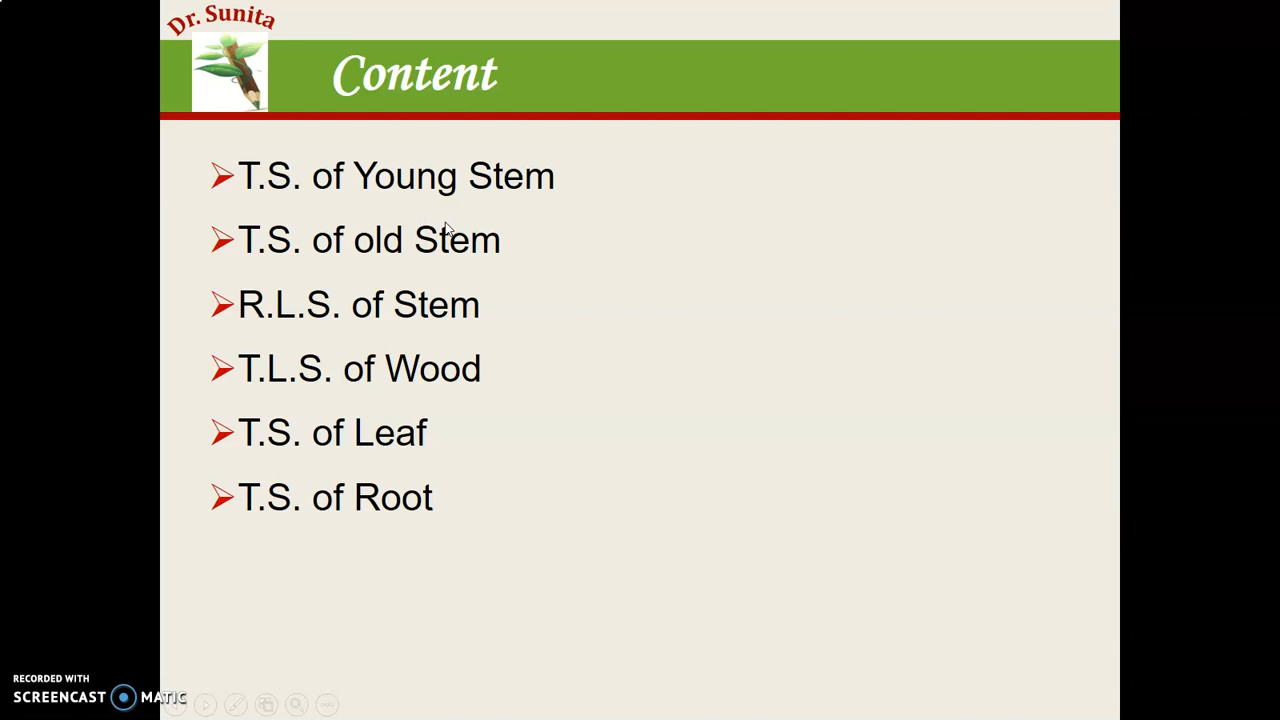 Dr. Sunita
Content
T.S. of Young Stem
T.S. of old Stem
R.L.S. of Stem
T.L.S. of Wood
T.S. of Leaf
T.S. of Root
RECORDED WITH
SCREENCAST MATIC